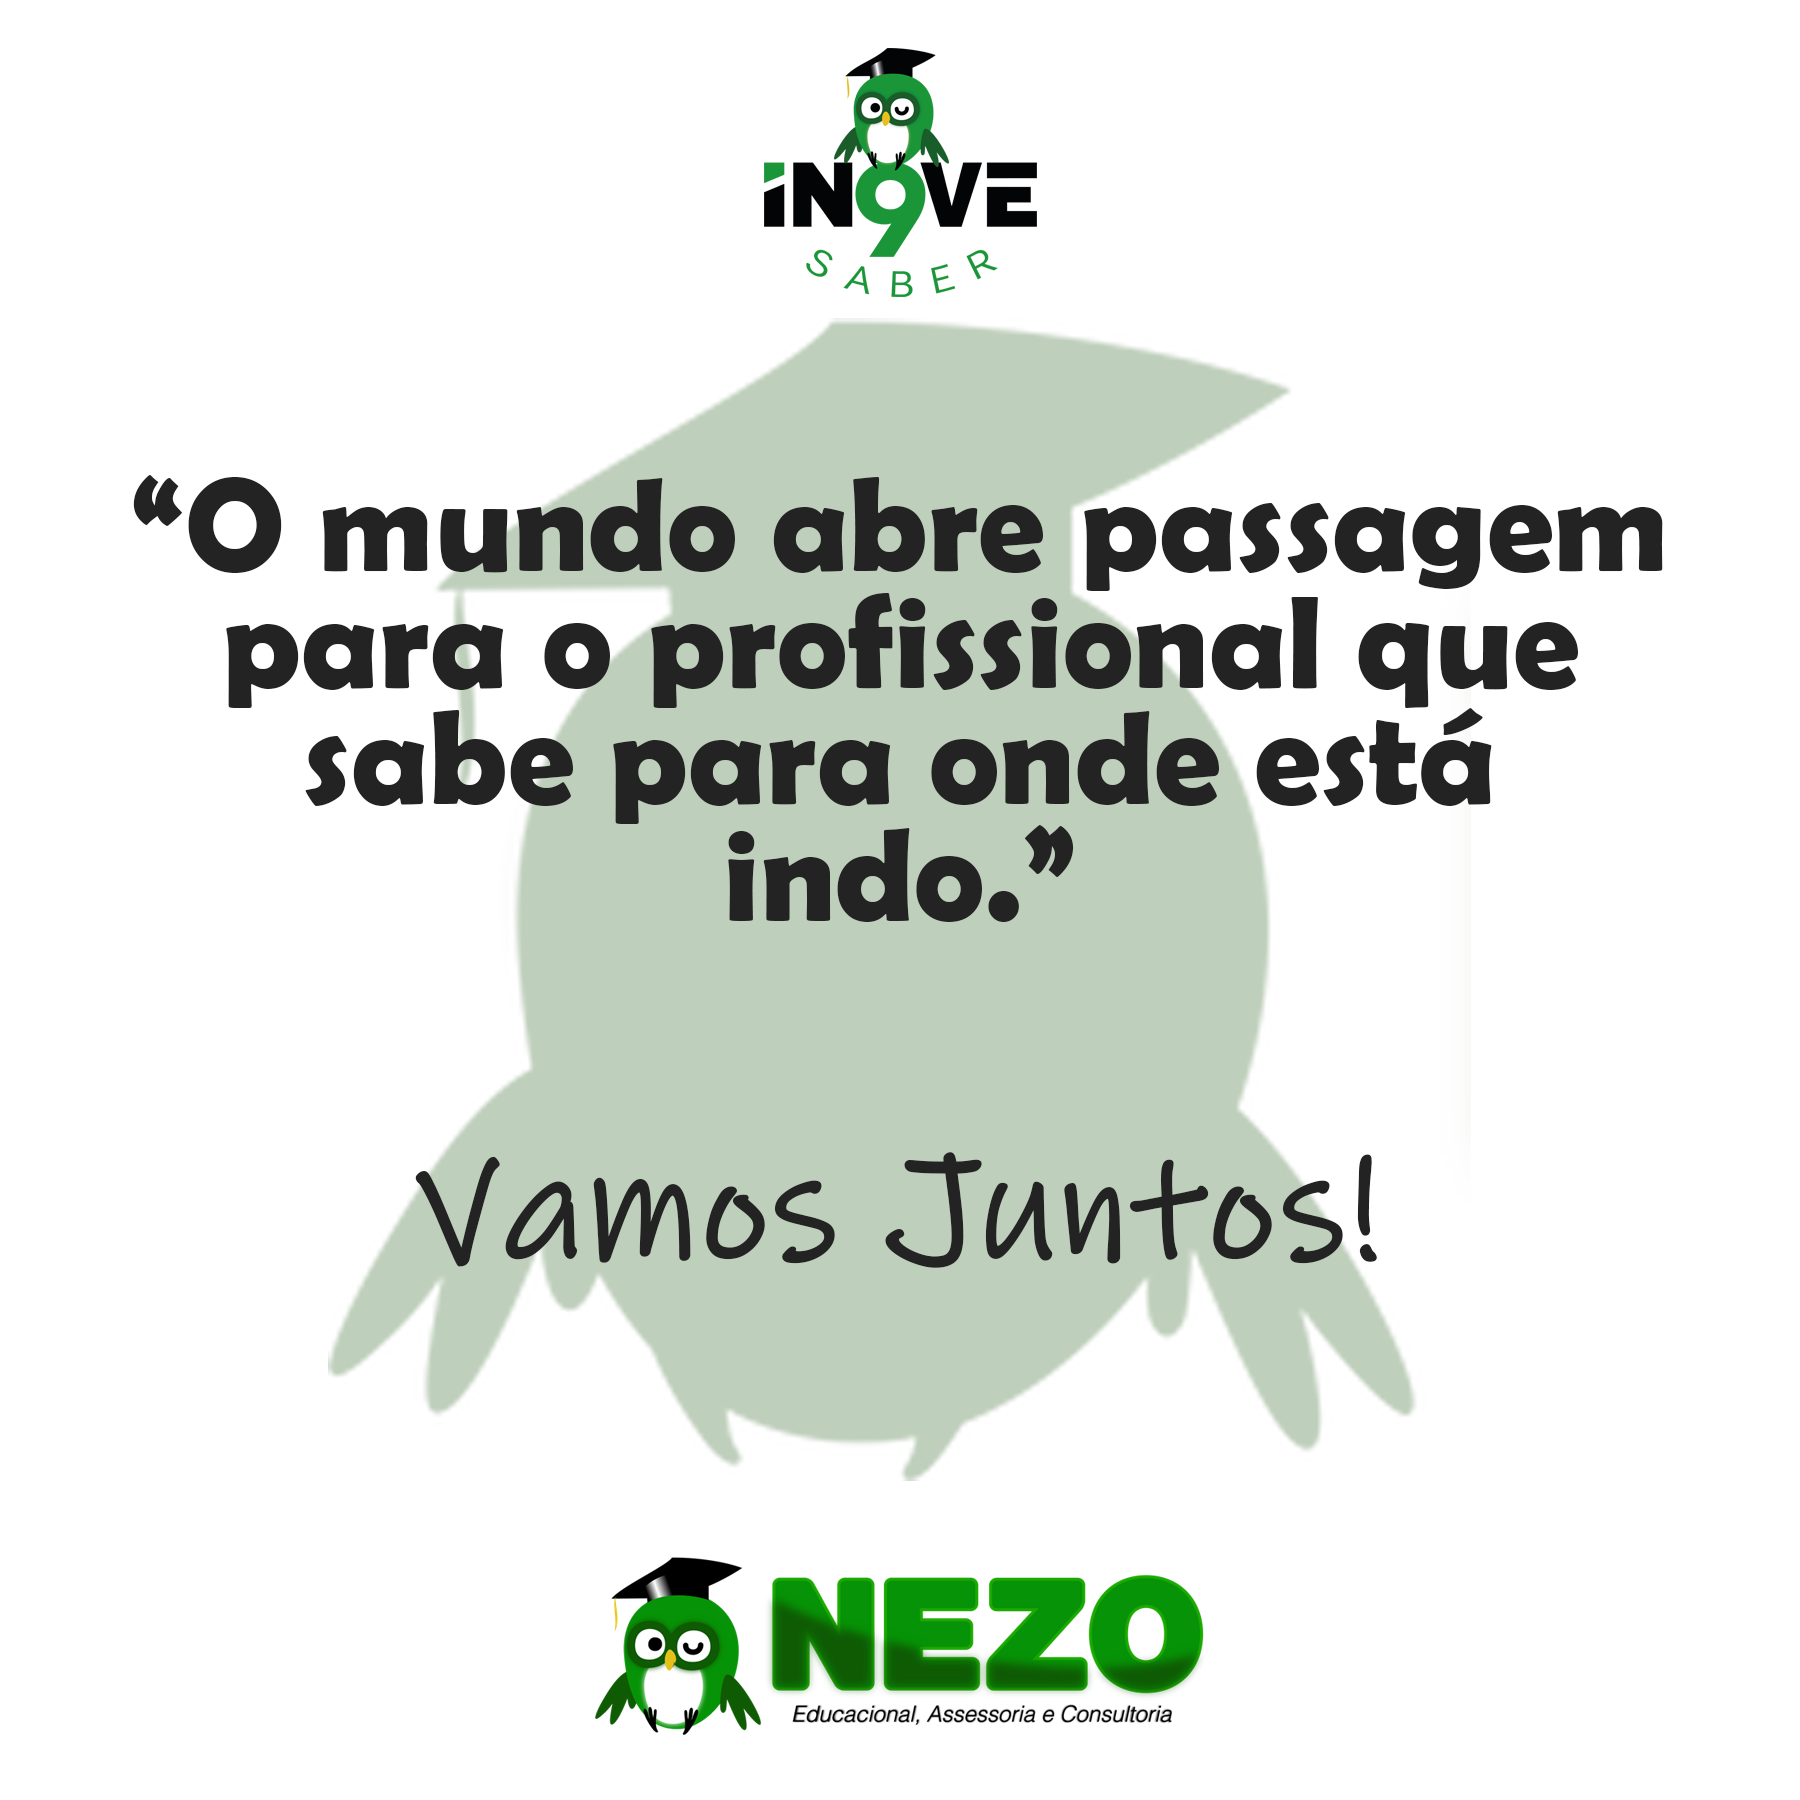 iN9VE
SABER
“O mundo abre passagem
para o profissional que
sabe para onde está
indo.”
Vamos Juntos!
NEZO
Educacional, Assessoria e Consultoria